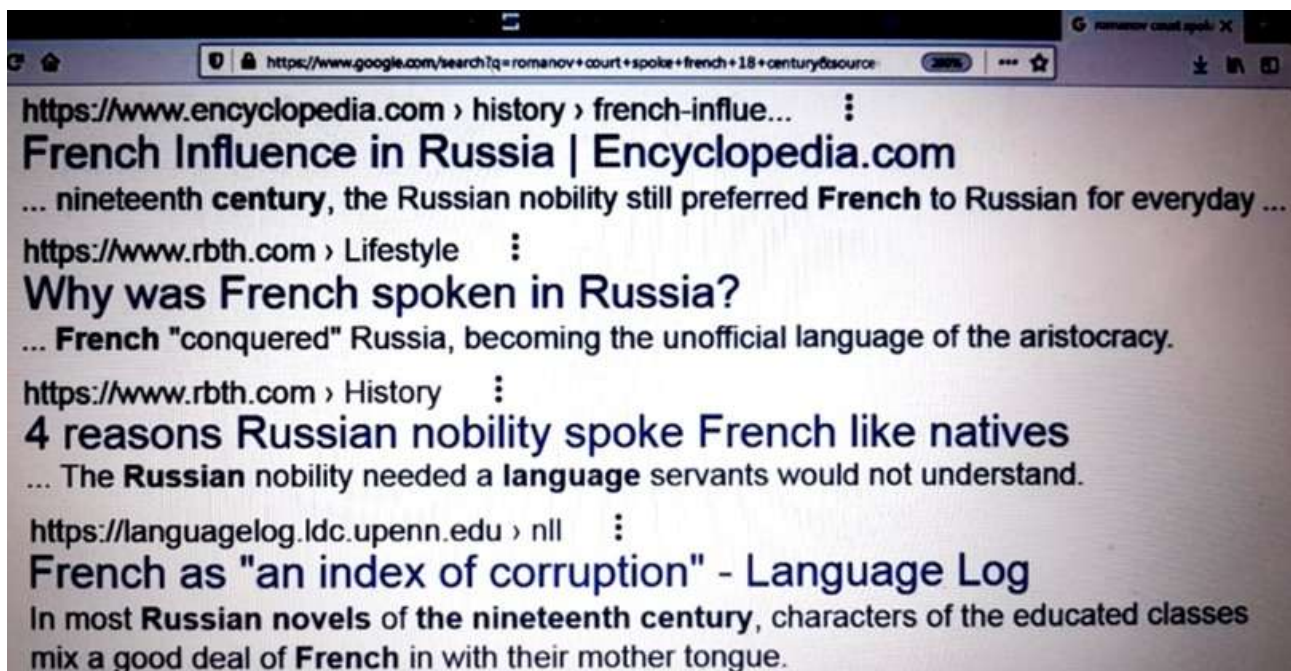 G romanov court spoke
https://www.google.com/search?q=romanov+court+spoke+french+18+century&source
https://www.encyclopedia.com › history › french-influe...
French Influence in Russia | Encyclopedia.com
... nineteenth century, the Russian nobility still preferred French to Russian for everyday ...
https://www.rbth.com › Lifestyle
Why was French spoken in Russia?
... French "conquered" Russia, becoming the unofficial language of the aristocracy.
https://www.rbth.com › History
4 reasons Russian nobility spoke French like natives
... The Russian nobility needed a language servants would not understand.
https://languagelog.ldc.upenn.edu › nll
French as "an index of corruption" - Language Log
In most Russian novels of the nineteenth century, characters of the educated classes
mix a good deal of French in with their mother tongue.